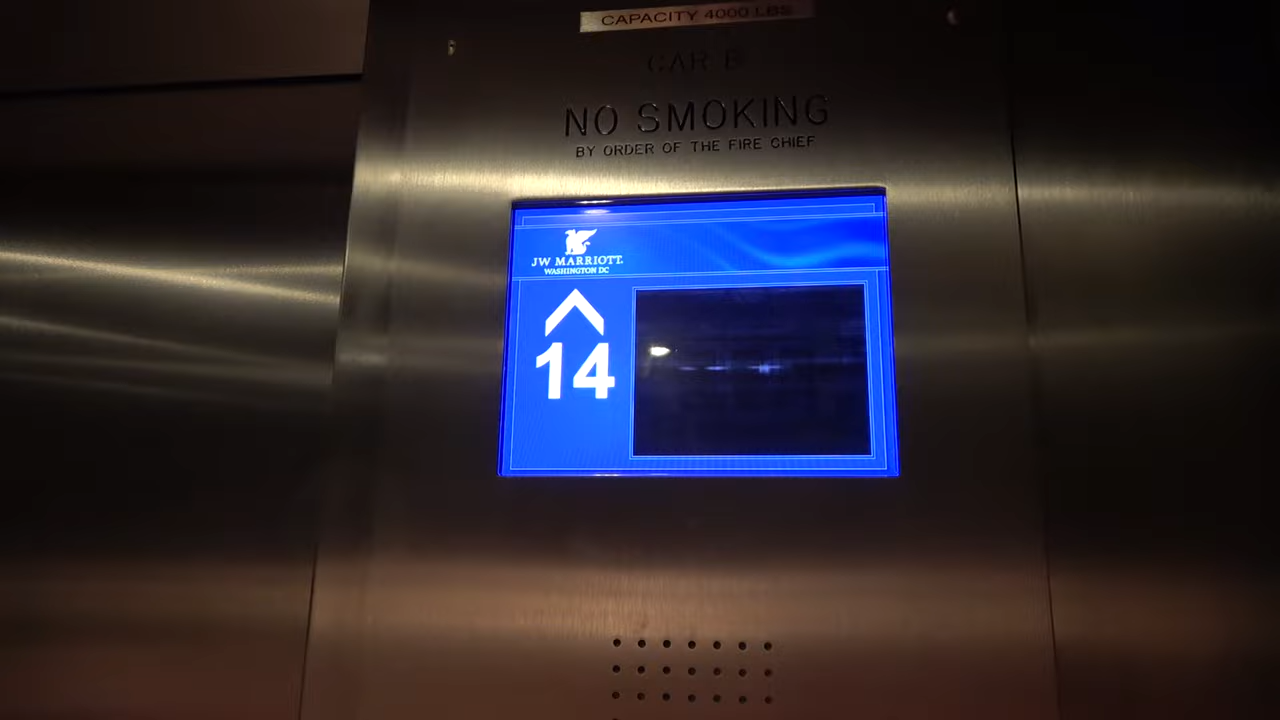 CAPACITY 4000 LBS
CAR B
NO SMOKING
BY ORDER OF THE FIRE CHIEF
JW MARRIOTT.
WASHINGTON DC
14